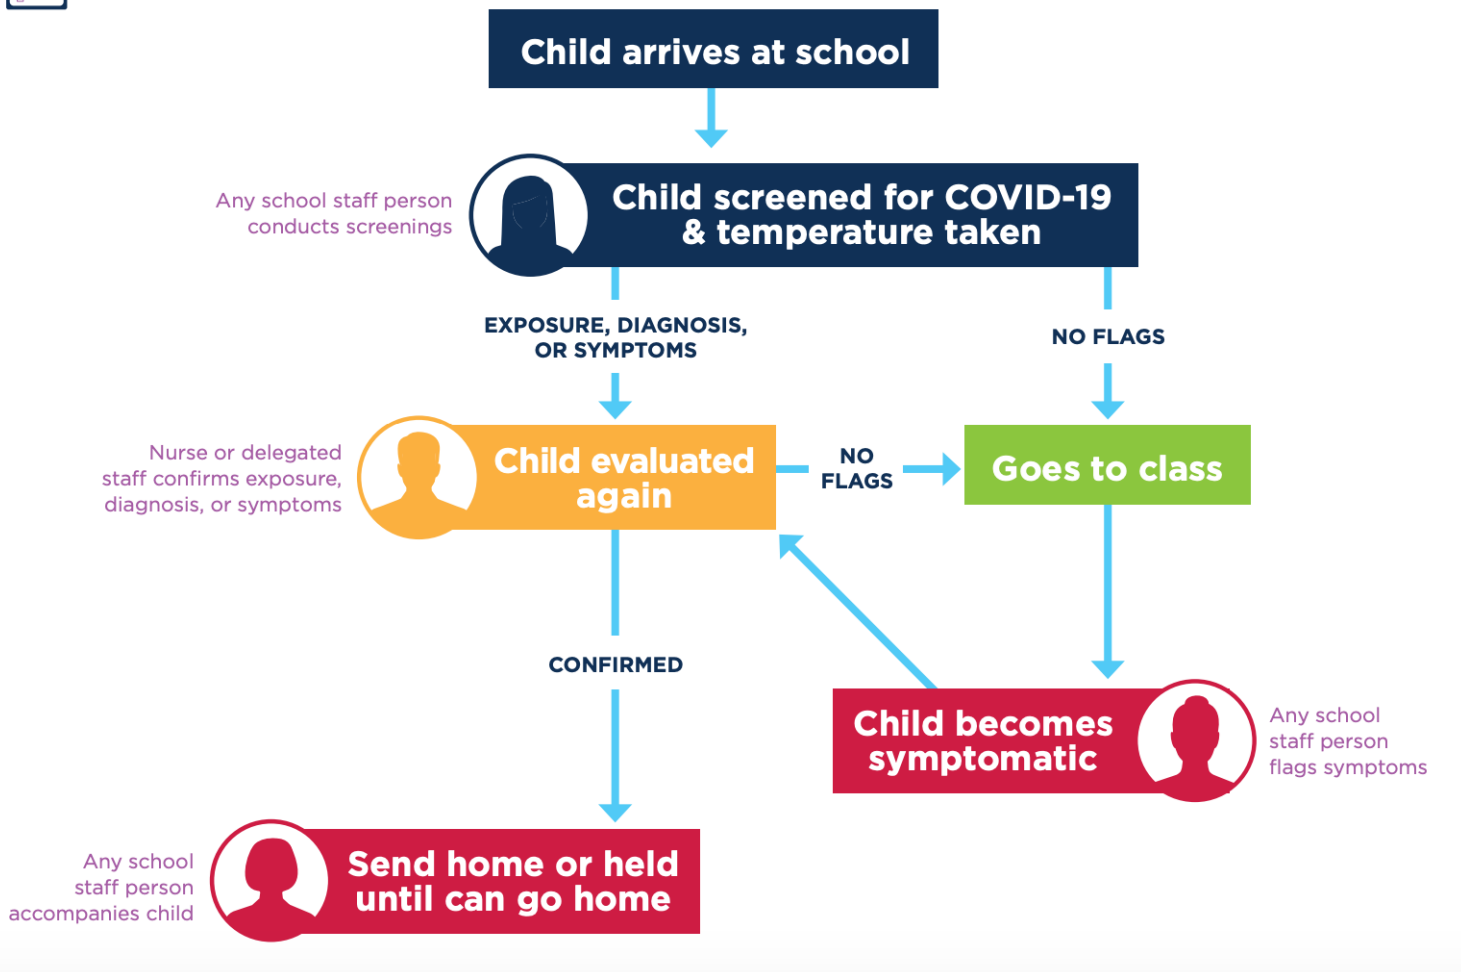 Child arrives at school
Any school staff person
conducts screenings
Child screened for COVID-19
& temperature taken
EXPOSURE, DIAGNOSIS,
OR SYMPTOMS
NO FLAGS
Nurse or delegated
staff confirms exposure,
diagnosis, or symptoms
Child evaluated
again
NO
FLAGS
Goes to class
CONFIRMED
Child becomes
symptomatic
Any school
staff person
flags symptoms
Any school
staff person
accompanies child
Send home or held
until can go home